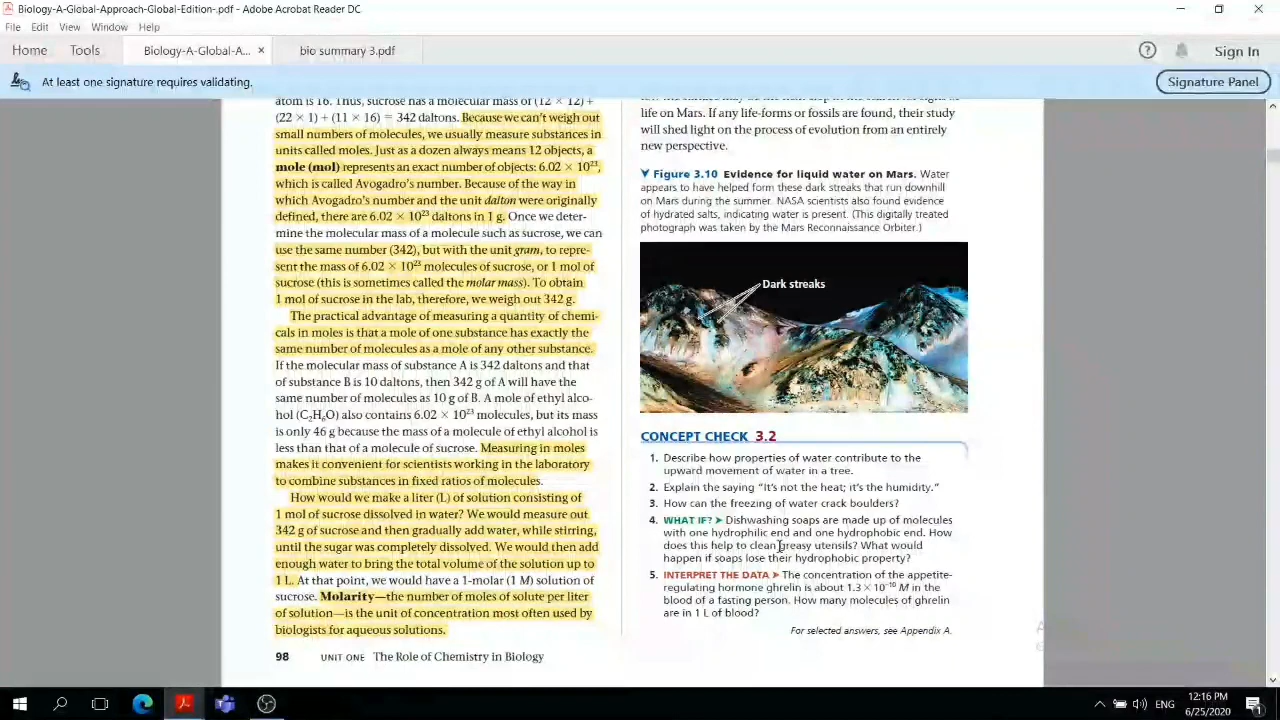 Biology-A-Global-Approach-Global-Edition-.pdf - Adobe Acrobat Reader DC
File Edit View Window Help
Home Tools Biology-A-Global-A... × bio summary 3.pdf Sign In
At least one signature requires validating. Signature Panel
atom is 16. Thus, sucrose has a molecular mass of (12 × 12) +
(22 × 1) + (11 × 16) = 342 daltons. Because we can't weigh out
small numbers of molecules, we usually measure substances in
units called moles. Just as a dozen always means 12 objects, a
mole (mol) represents an exact number of objects: 6.02 × 10²³,
which is called Avogadro's number. Because of the way in
which Avogadro's number and the unit dalton were originally
defined, there are 6.02 × 10²³ daltons in 1 g. Once we deter-
mine the molecular mass of a molecule such as sucrose, we can
use the same number (342), but with the unit gram, to repre-
sent the mass of 6.02 × 10²³ molecules of sucrose, or 1 mol of
sucrose (this is sometimes called the molar mass). To obtain
1 mol of sucrose in the lab, therefore, we weigh out 342 g.
The practical advantage of measuring a quantity of chemi-
cals in moles is that a mole of one substance has exactly the
same number of molecules as a mole of any other substance.
If the molecular mass of substance A is 342 daltons and that
of substance B is 10 daltons, then 342 g of A will have the
same number of molecules as 10 g of B. A mole of ethyl alco-
hol (C₂H₆O) also contains 6.02 × 10²³ molecules, but its mass
is only 46 g because the mass of a molecule of ethyl alcohol is
less than that of a molecule of sucrose. Measuring in moles
makes it convenient for scientists working in the laboratory
to combine substances in fixed ratios of molecules.
How would we make a liter (L) of solution consisting of
1 mol of sucrose dissolved in water? We would measure out
342 g of sucrose and then gradually add water, while stirring,
until the sugar was completely dissolved. We would then add
enough water to bring the total volume of the solution up to
1 L. At that point, we would have a 1-molar (1 M) solution of
sucrose. Molarity—the number of moles of solute per liter
of solution—is the unit of concentration most often used by
biologists for aqueous solutions.
98 UNIT ONE The Role of Chemistry in Biology
life on Mars. If any life-forms or fossils are found, their study
will shed light on the process of evolution from an entirely
new perspective.
Figure 3.10 Evidence for liquid water on Mars. Water
appears to have helped form these dark streaks that run downhill
on Mars during the summer. NASA scientists also found evidence
of hydrated salts, indicating water is present. (This digitally treated
photograph was taken by the Mars Reconnaissance Orbiter.)
Dark streaks
CONCEPT CHECK 3.2
1. Describe how properties of water contribute to the
upward movement of water in a tree.
2. Explain the saying "It's not the heat; it's the humidity."
3. How can the freezing of water crack boulders?
4. WHAT IF? ➤ Dishwashing soaps are made up of molecules
with one hydrophilic end and one hydrophobic end. How
does this help to clean greasy utensils? What would
happen if soaps lose their hydrophobic property?
5. INTERPRET THE DATA ➤ The concentration of the appetite-
regulating hormone ghrelin is about 1.3 × 10⁻¹⁰ M in the
blood of a fasting person. How many molecules of ghrelin
are in 1 L of blood?
For selected answers, see Appendix A.
ENG 12:16 PM
6/25/2020